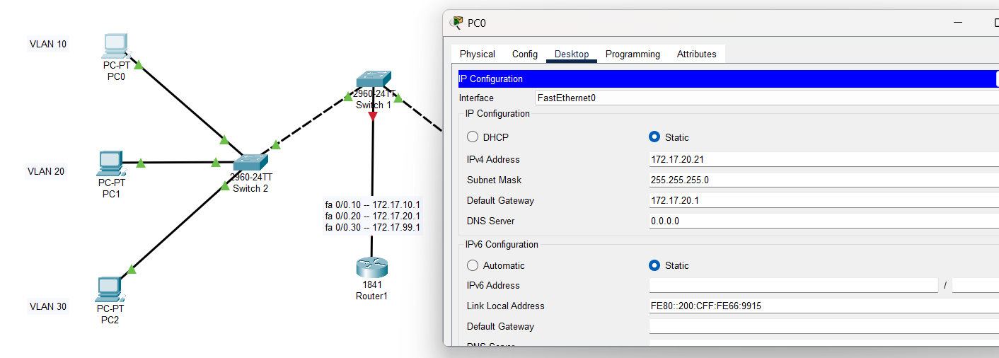 VLAN 10
PC-PT
PC0
VLAN 20
PC-PT
PC1
VLAN 30
PC-PT
PC2
2960-24TT
Switch 2
2960-24TT
Switch 1
fa 0/0.10 -- 172.17.10.1
fa 0/0.20 -- 172.17.20.1
fa 0/0.30 -- 172.17.99.1
1841
Router1
PC0
Physical Config Desktop Programming Attributes
IP Configuration
Interface FastEthernet0
IP Configuration
DHCP Static
IPv4 Address 172.17.20.21
Subnet Mask 255.255.255.0
Default Gateway 172.17.20.1
DNS Server 0.0.0.0
IPv6 Configuration
Automatic Static
IPv6 Address /
Link Local Address FE80::200:CFF:FE66:9915
Default Gateway
DNS Server